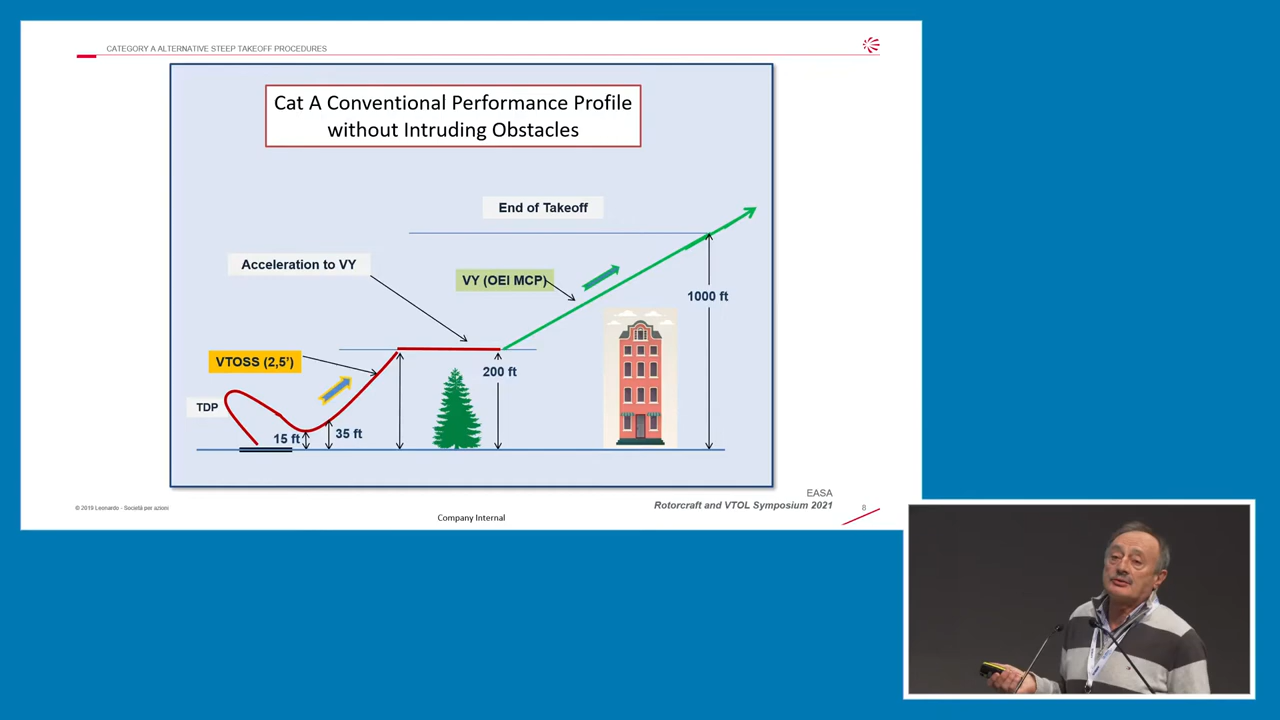 CATEGORY A ALTERNATIVE STEEP TAKEOFF PROCEDURES
Cat A Conventional Performance Profile
without Intruding Obstacles
End of Takeoff
Acceleration to VY
VY (OEI MCP)
1000 ft
VTOSS (2,5’)
200 ft
TDP
15 ft
35 ft
EASA
Rotorcraft and VTOL Symposium 2021
© 2019 Leonardo - Società per azioni
8
Company Internal